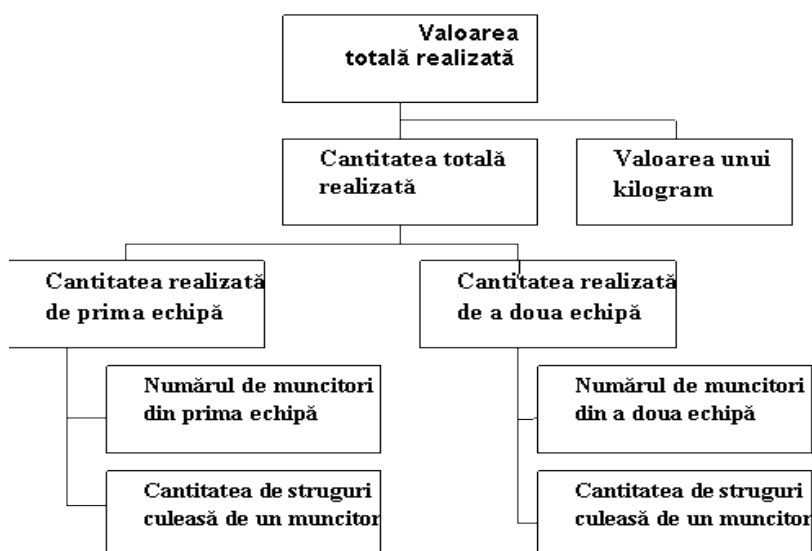 Valoarea
totală realizată
Cantitatea totală
realizată
Valoarea unui
kilogram
Cantitatea realizată
de prima echipă
Cantitatea realizată
de a doua echipă
Numărul de muncitori
din prima echipă
Numărul de muncitori
din a doua echipă
Cantitatea de struguri
culeasă de un muncitor
Cantitatea de struguri
culeasă de un muncitor